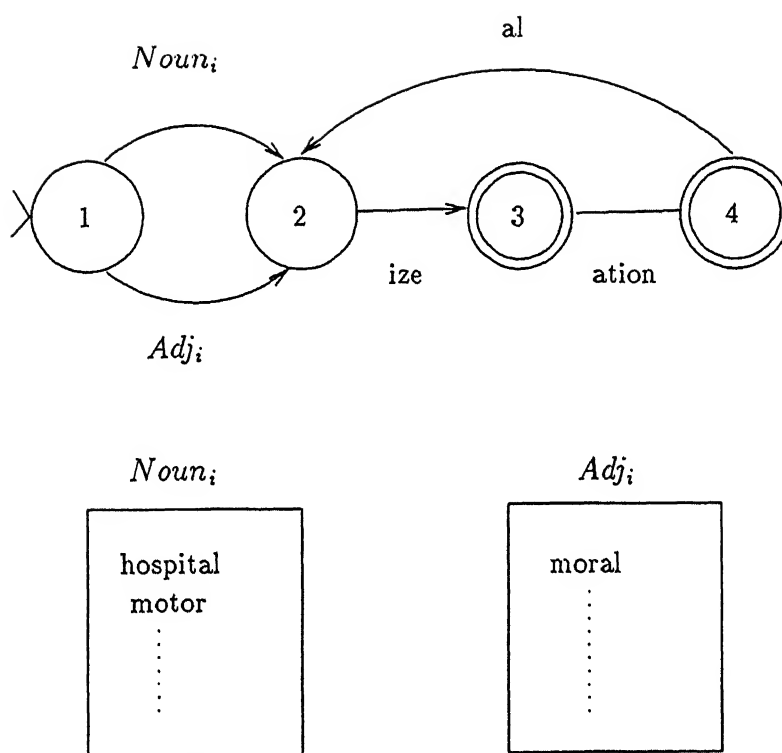 al
Noun_i
1
2
3
4
ize
ation
Adj_i
Noun_i
Adj_i
hospital
motor
moral